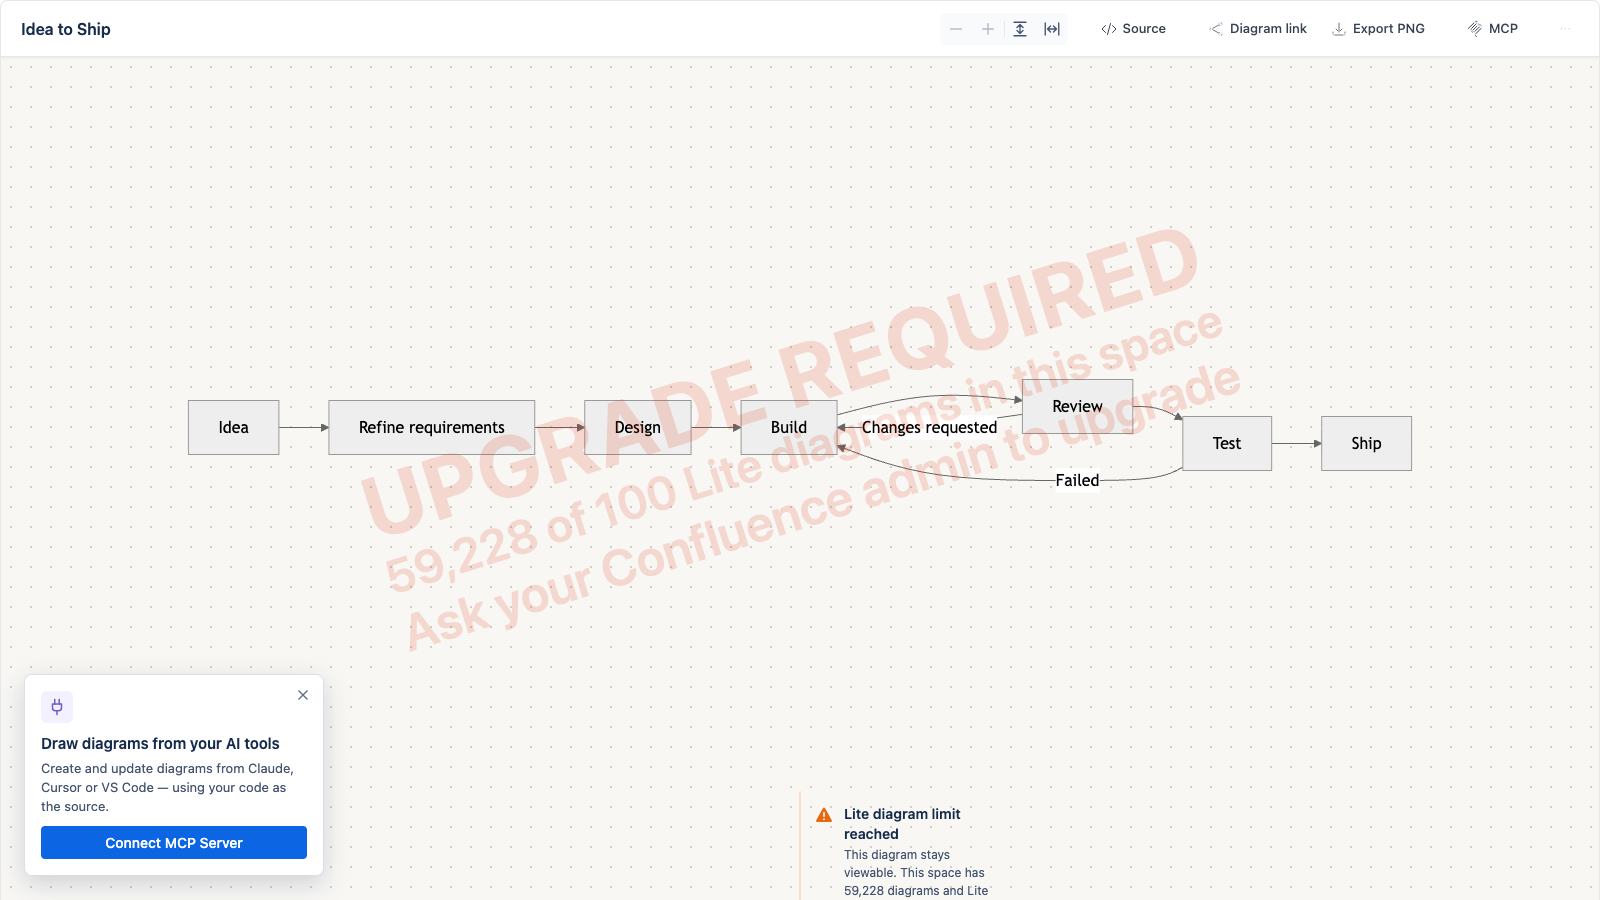 Idea to Ship
Source
Diagram link
Export PNG
MCP
UPGRADE REQUIRED
59,228 of 100 Lite diagrams in this space
Ask your Confluence admin to upgrade
Idea
Refine requirements
Design
Build
Changes requested
Review
Failed
Test
Ship
Draw diagrams from your AI tools
Create and update diagrams from Claude,
Cursor or VS Code — using your code as
the source.
Connect MCP Server
Lite diagram limit
reached
This diagram stays
viewable. This space has
59,228 diagrams and Lite